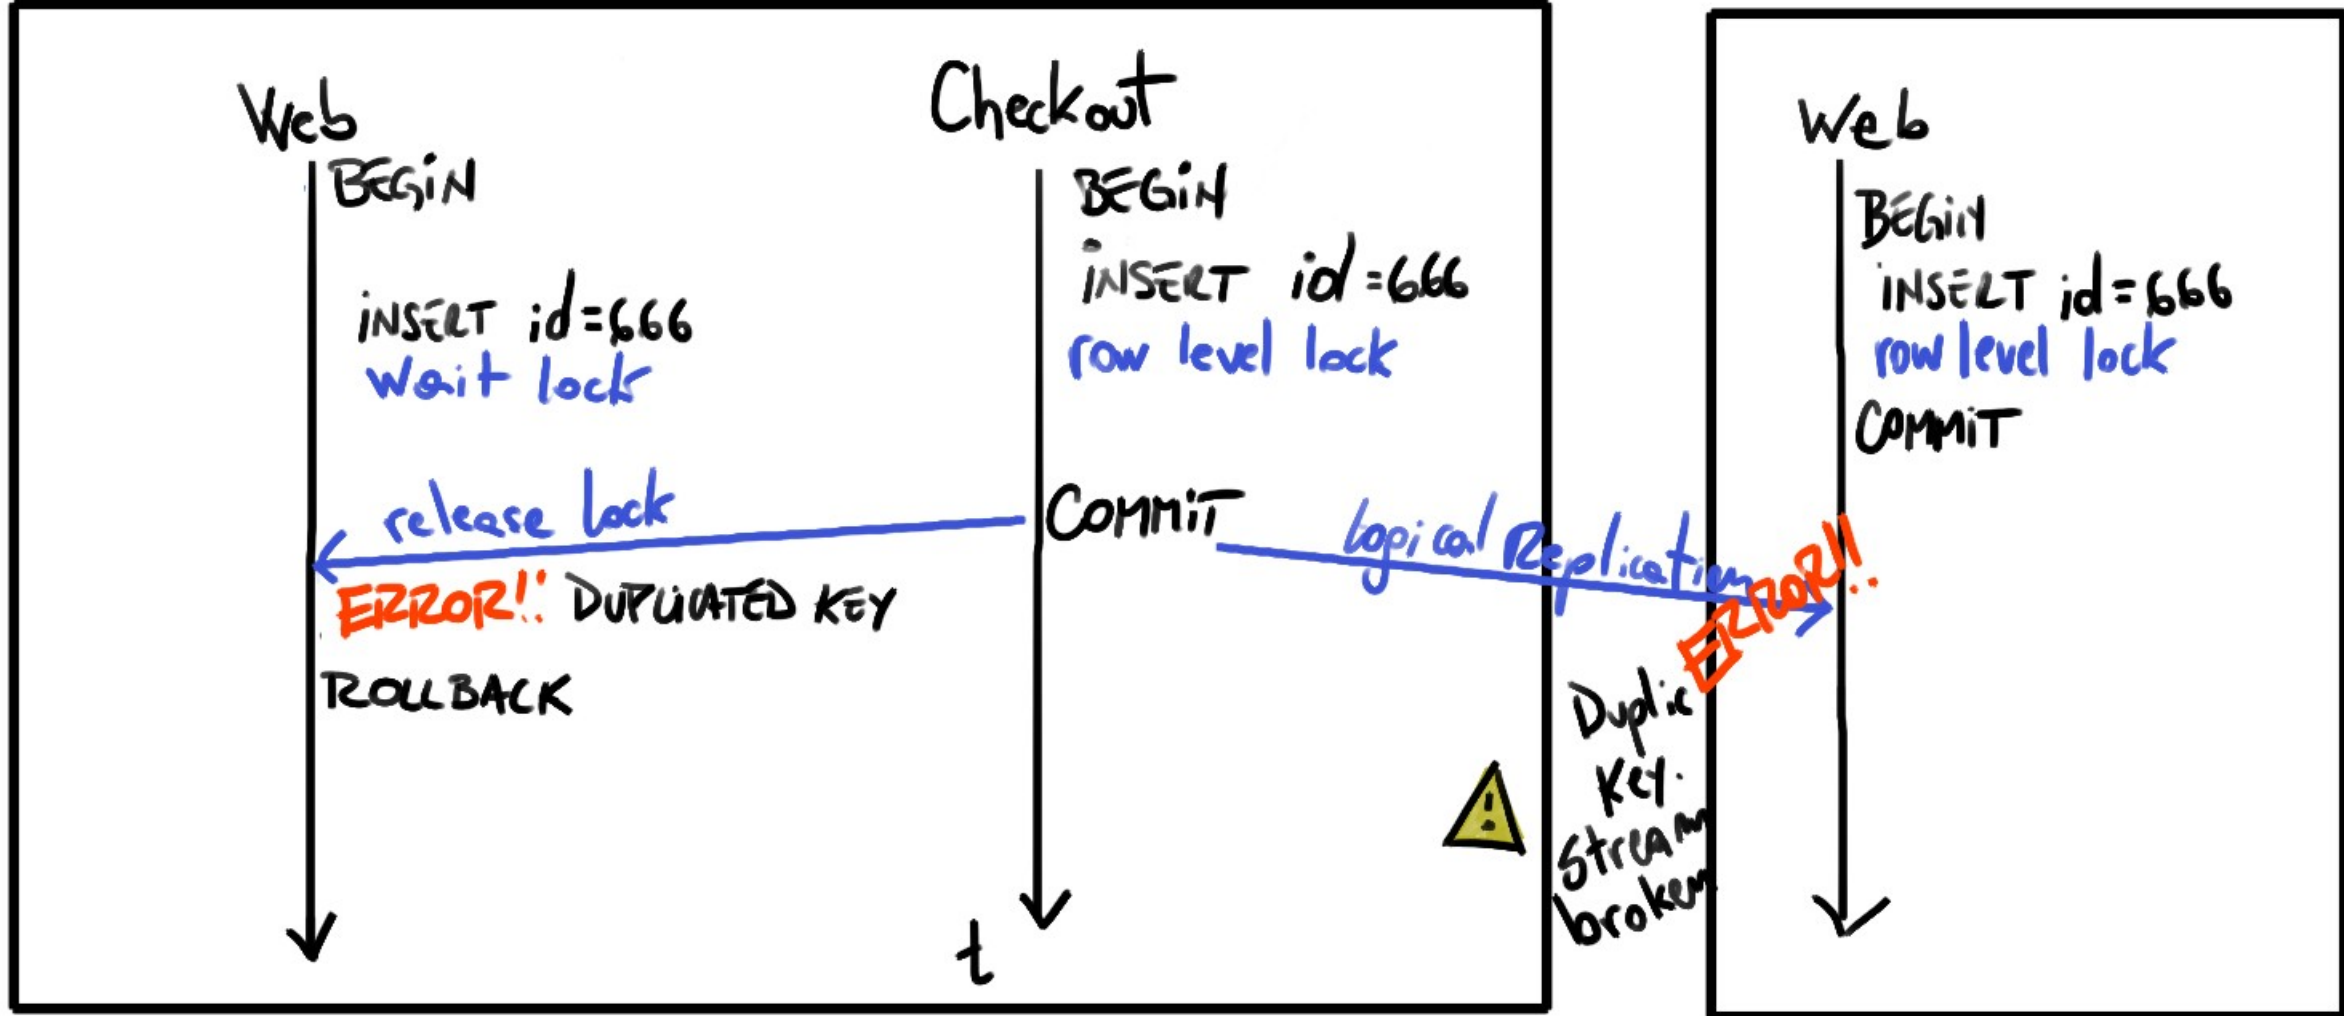 Web
BEGIN
INSERT id=666
wait lock
release lock
ERROR!! DUPLICATED KEY
ROLLBACK
Checkout
BEGIN
INSERT id=666
row level lock
COMMIT
t
Logical Replication
ERROR!!
Duplic
Key.
stream
broken
!
Web
BEGIN
INSERT id=666
row level lock
COMMIT